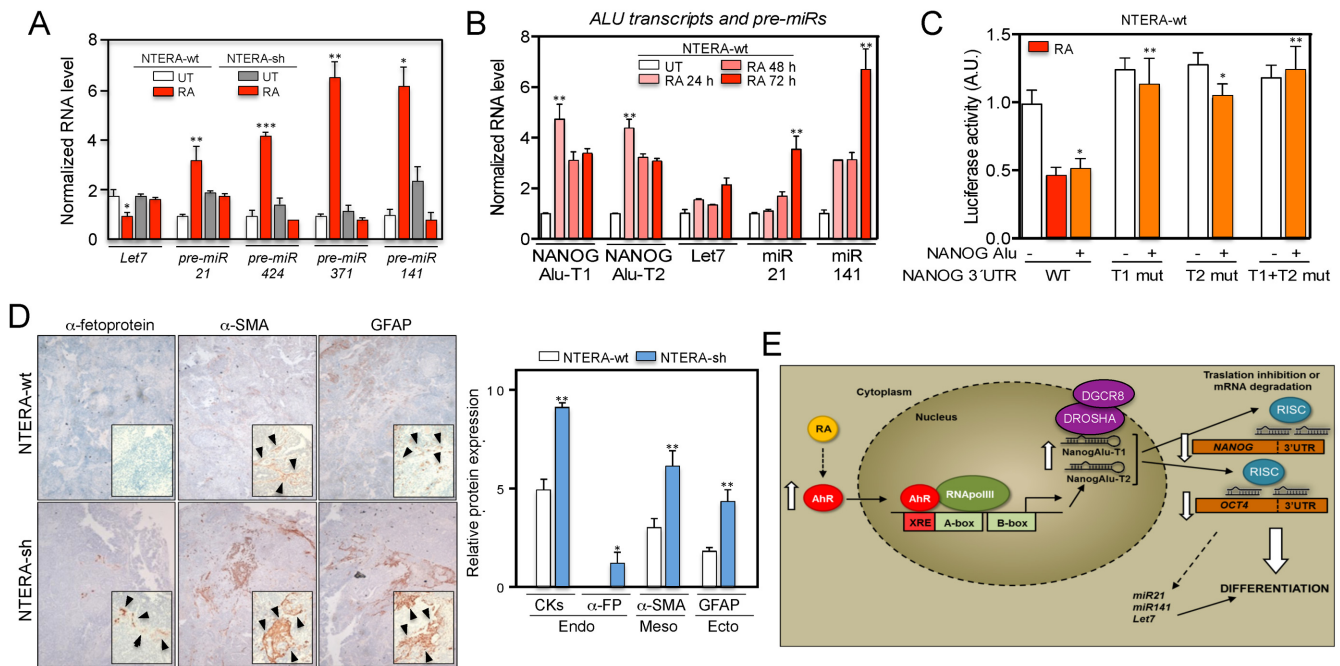 A
Normalized RNA level
8
6
4
2
0
NTERA-wt NTERA-sh
UT UT
RA RA
*
**
***
**
*
Let7 pre-miR 21 pre-miR 424 pre-miR 371 pre-miR 141
B
ALU transcripts and pre-miRs
Normalized RNA level
8
6
4
2
0
NTERA-wt
UT RA 48 h
RA 24 h RA 72 h
**
**
**
**
NANOG Alu-T1 NANOG Alu-T2 Let7 miR 21 miR 141
C
NTERA-wt
Luciferase activity (A.U.)
1.5
1.0
0.5
0.0
RA
*
**
*
**
NANOG Alu - + - + - + - +
NANOG 3´UTR WT T1 mut T2 mut T1+T2 mut
D
α-fetoprotein α-SMA GFAP
NTERA-wt
NTERA-sh
NTERA-wt NTERA-sh
Relative protein expression
10
5
0
**
*
**
**
CKs α-FP α-SMA GFAP
Endo Meso Ecto
E
Cytoplasm
Nucleus
RA
AhR
AhR
RNApolIII
XRE A-box B-box
DGCR8
DROSHA
NanogAlu-T1
NanogAlu-T2
Traslation inhibition or
mRNA degradation
RISC
NANOG 3'UTR
RISC
OCT4 3'UTR
DIFFERENTIATION
miR21
miR141
Let7